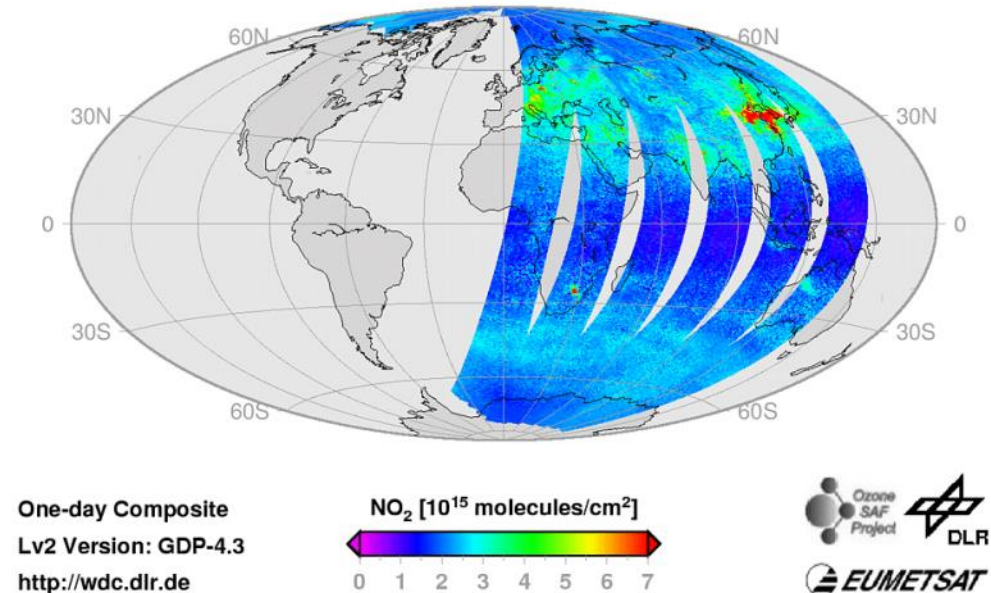 60N 60N
30N 30N
0 0
30S 30S
60S 60S
One-day Composite
Lv2 Version: GDP-4.3
http://wdc.dlr.de
NO2 [10^15 molecules/cm^2]
0 1 2 3 4 5 6 7
Ozone
SAF
Project
DLR
EUMETSAT